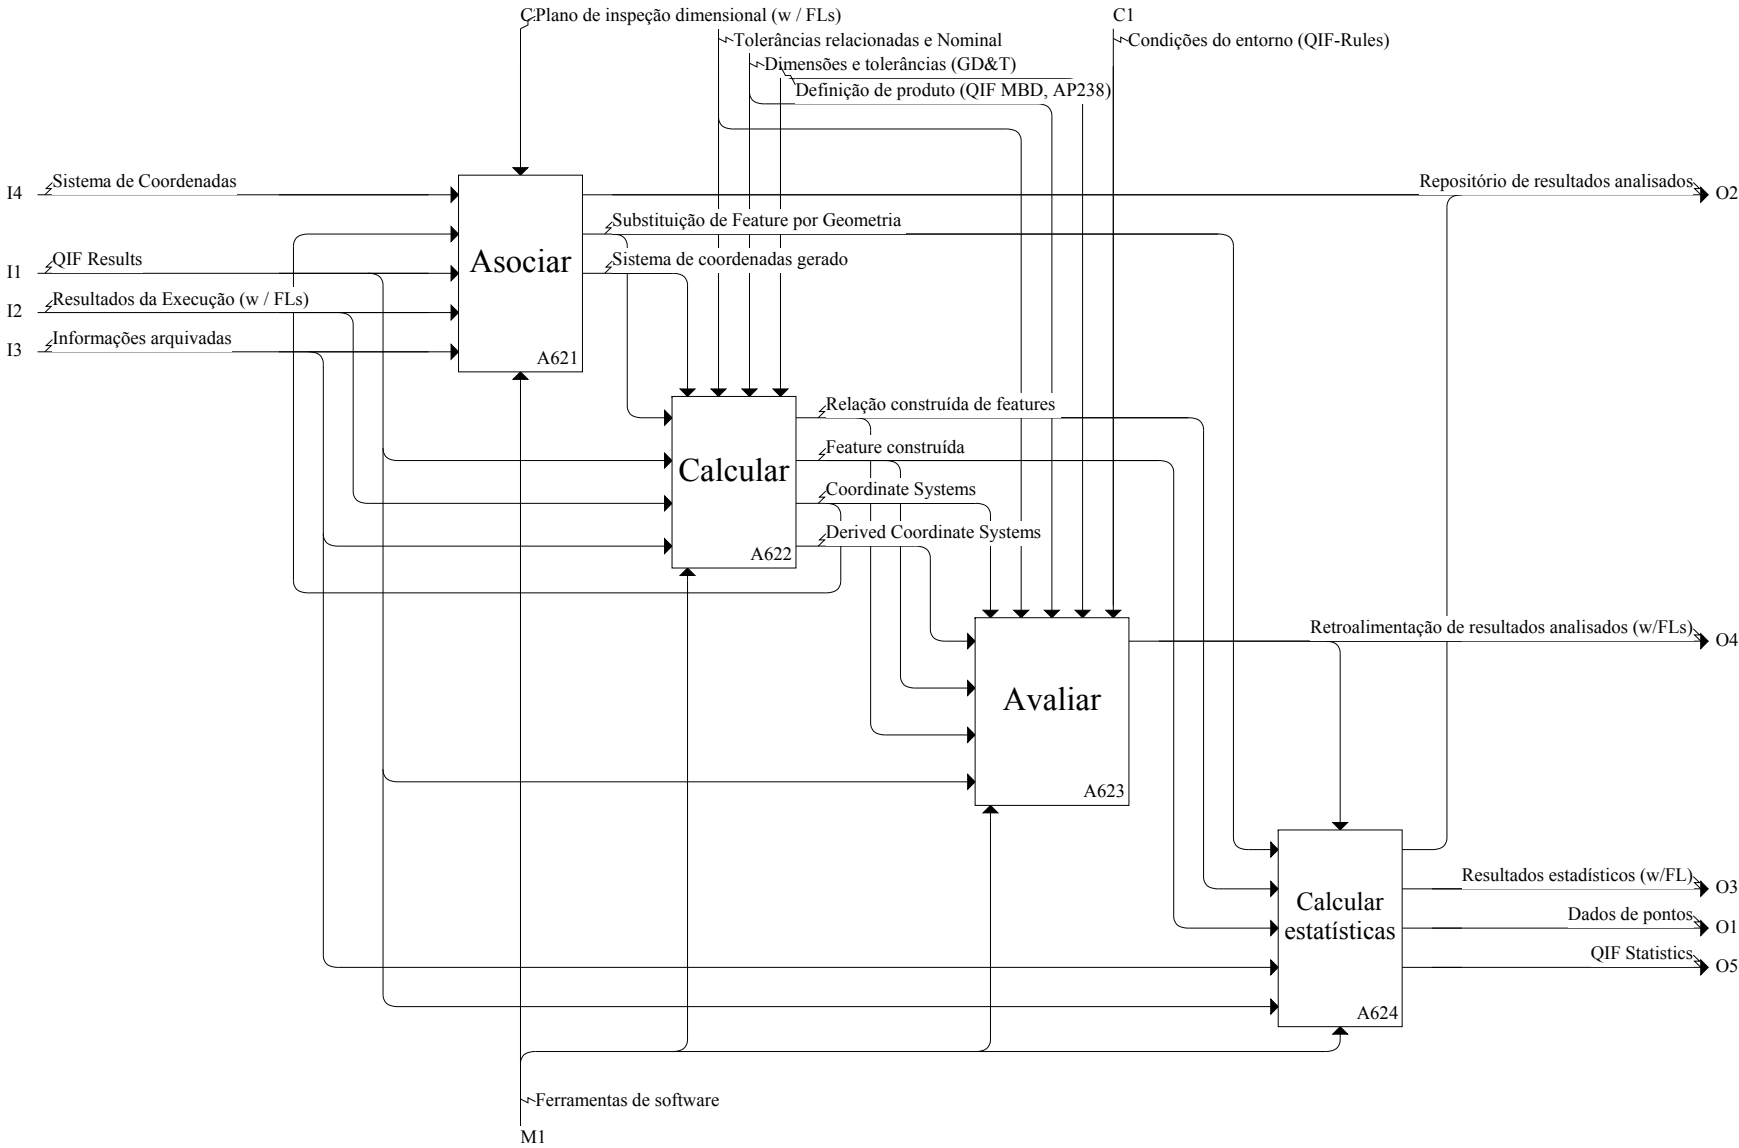 C Plano de inspeção dimensional (w / FLs)
C1
Tolerâncias relacionadas e Nominal
Condições do entorno (QIF-Rules)
Dimensões e tolerâncias (GD&T)
Definição de produto (QIF MBD, AP238)
I4
Sistema de Coordenadas
Repositório de resultados analisados
O2
Substituição de Feature por Geometria
I1
QIF Results
Asociar
Sistema de coordenadas gerado
I2
Resultados da Execução (w / FLs)
I3
Informações arquivadas
A621
Relação construída de features
Feature construída
Calcular
Coordinate Systems
Derived Coordinate Systems
A622
Retroalimentação de resultados analisados (w/FLs)
O4
Avaliar
A623
Resultados estadísticos (w/FL)
O3
Calcular
estatísticas
Dados de pontos
O1
QIF Statistics
O5
A624
Ferramentas de software
M1